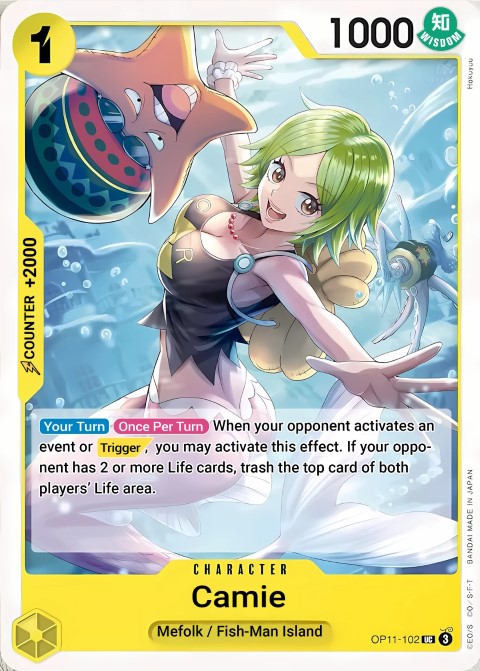 1
1000
知
WISDOM
Hokuyuu
COUNTER +2000
Your Turn Once Per Turn When your opponent activates an
event or Trigger, you may activate this effect. If your oppo-
nent has 2 or more Life cards, trash the top card of both
players' Life area.
CHARACTER
Camie
Mefolk / Fish-Man Island
OP11-102 UC 3
©E.O/S ©O/S·F·T BANDAI MADE IN JAPAN